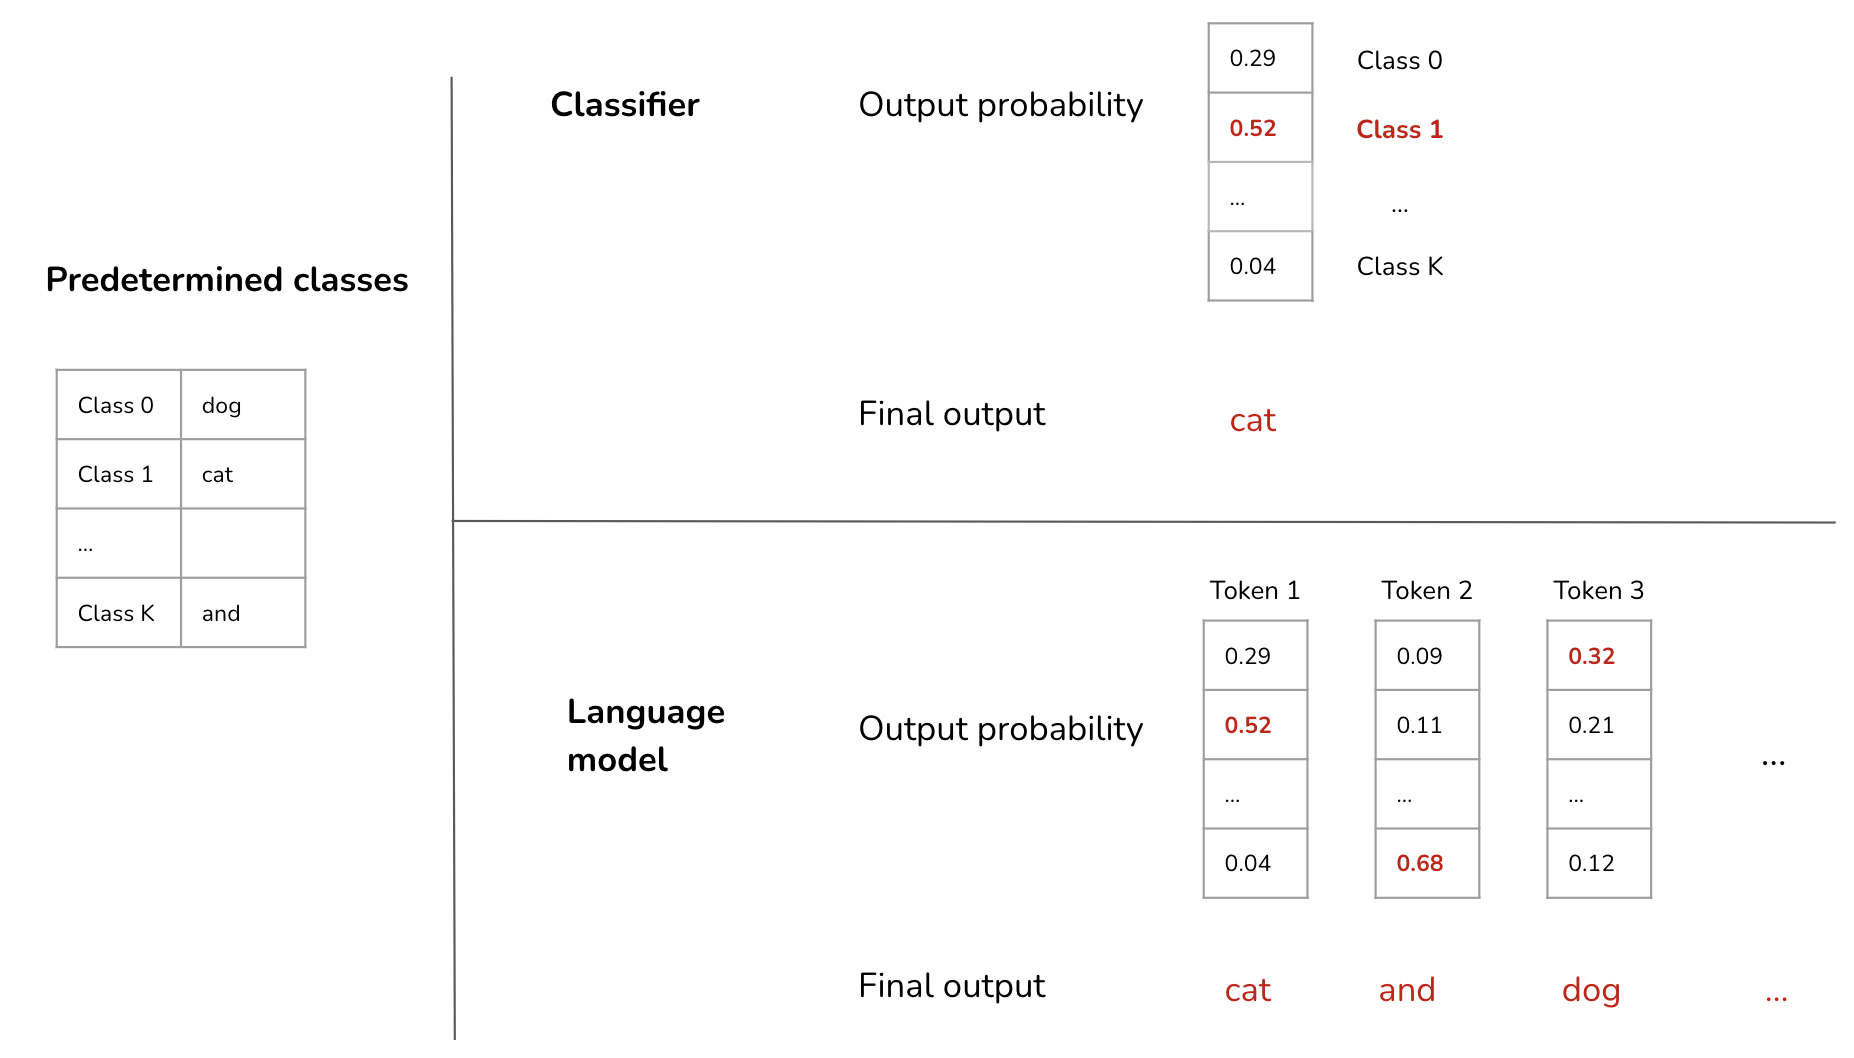 Predetermined classes
Class 0 dog
Class 1 cat
...
Class K and
Classifier
Output probability
0.29 Class 0
0.52 Class 1
... ...
0.04 Class K
Final output
cat
Language
model
Output probability
Token 1 Token 2 Token 3
0.29 0.09 0.32
0.52 0.11 0.21
... ... ...
0.04 0.68 0.12
...
Final output
cat and dog ...